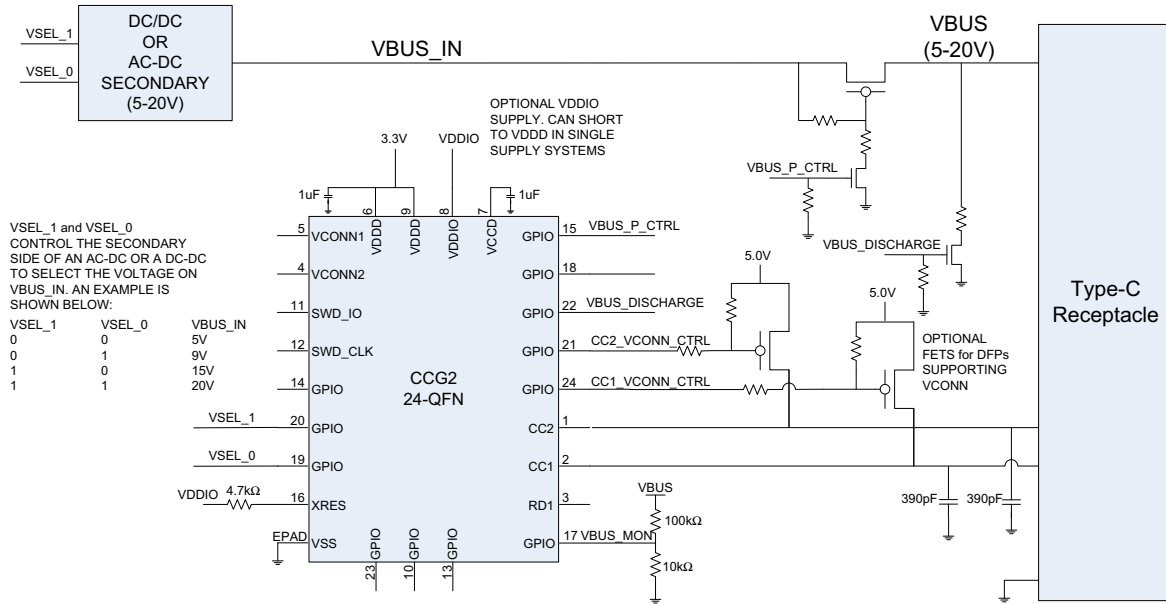 DC/DC
OR
AC-DC
SECONDARY
(5-20V)
VSEL_1
VSEL_0
VBUS_IN
VBUS
(5-20V)
OPTIONAL VDDIO
SUPPLY. CAN SHORT
TO VDDD IN SINGLE
SUPPLY SYSTEMS
3.3V
VDDIO
1uF
1uF
VBUS_P_CTRL
VBUS_DISCHARGE
VSEL_1 and VSEL_0
CONTROL THE SECONDARY
SIDE OF AN AC-DC OR A DC-DC
TO SELECT THE VOLTAGE ON
VBUS_IN. AN EXAMPLE IS
SHOWN BELOW:
VSEL_1 VSEL_0 VBUS_IN
0 0 5V
0 1 9V
1 0 15V
1 1 20V
6 9 8 7
VDDD VDDD VDDIO VCCD
5 VCONN1
4 VCONN2
11 SWD_IO
12 SWD_CLK
14 GPIO
VSEL_1 20 GPIO
VSEL_0 19 GPIO
VDDIO 4.7kΩ 16 XRES
EPAD VSS
CCG2
24-QFN
GPIO 15 VBUS_P_CTRL
GPIO 18
GPIO 22 VBUS_DISCHARGE
GPIO 21 CC2_VCONN_CTRL
GPIO 24 CC1_VCONN_CTRL
CC2 1
CC1 2
RD1 3
GPIO 17 VBUS_MON
GPIO GPIO GPIO
23 10 13
5.0V
5.0V
OPTIONAL
FETS for DFPs
SUPPORTING
VCONN
VBUS
100kΩ
10kΩ
390pF
390pF
Type-C
Receptacle